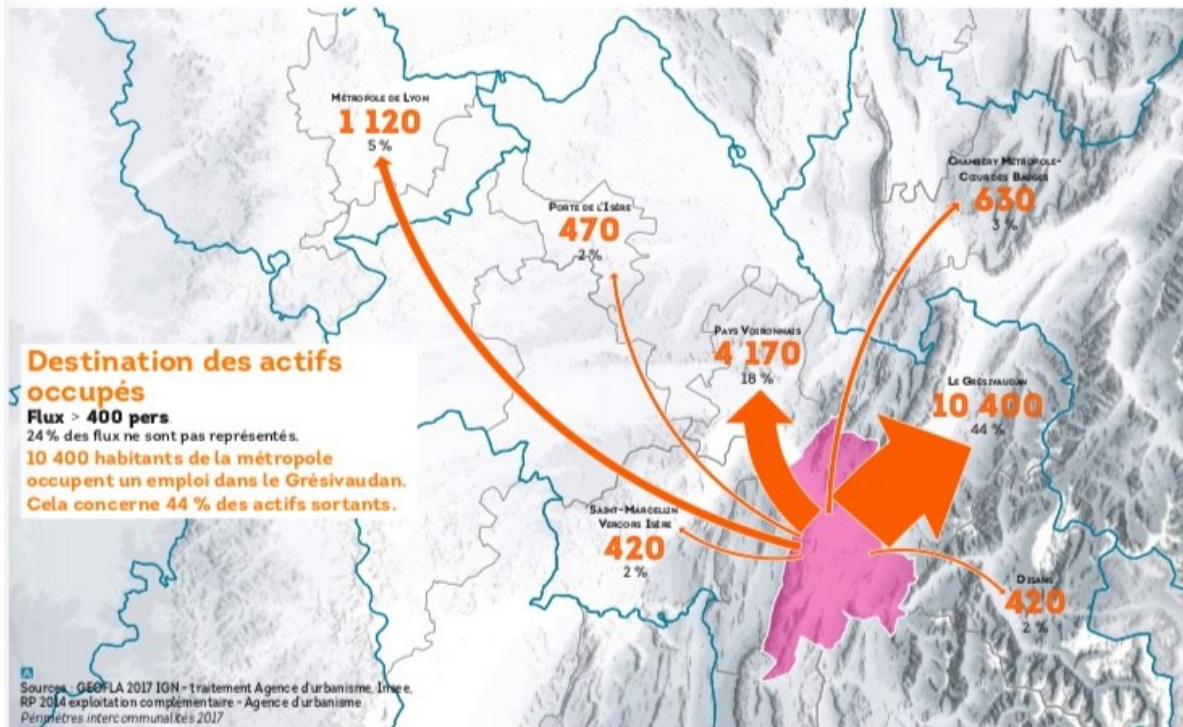 MÉTROPOLE DE LYON
1 120
5 %
CHAMBÉRY MÉTROPOLE-
CŒUR DES BAUGES
630
3 %
PORTE DE L'ISÈRE
470
2 %
PAYS VOIRONNAIS
4 170
18 %
LE GRÉSIVAUDAN
10 400
44 %
Destination des actifs
occupés
Flux > 400 pers.
24 % des flux ne sont pas représentés.
10 400 habitants de la métropole
occupent un emploi dans le Grésivaudan.
Cela concerne 44 % des actifs sortants.
SAINT-MARCELLIN
VERCORS ISÈRE
420
2 %
OISANS
420
2 %
Sources : GEOFLA 2017 IGN - traitement Agence d'urbanisme, Insee,
RP 2014 exploitation complémentaire - Agence d'urbanisme
Périmètres intercommunalités 2017